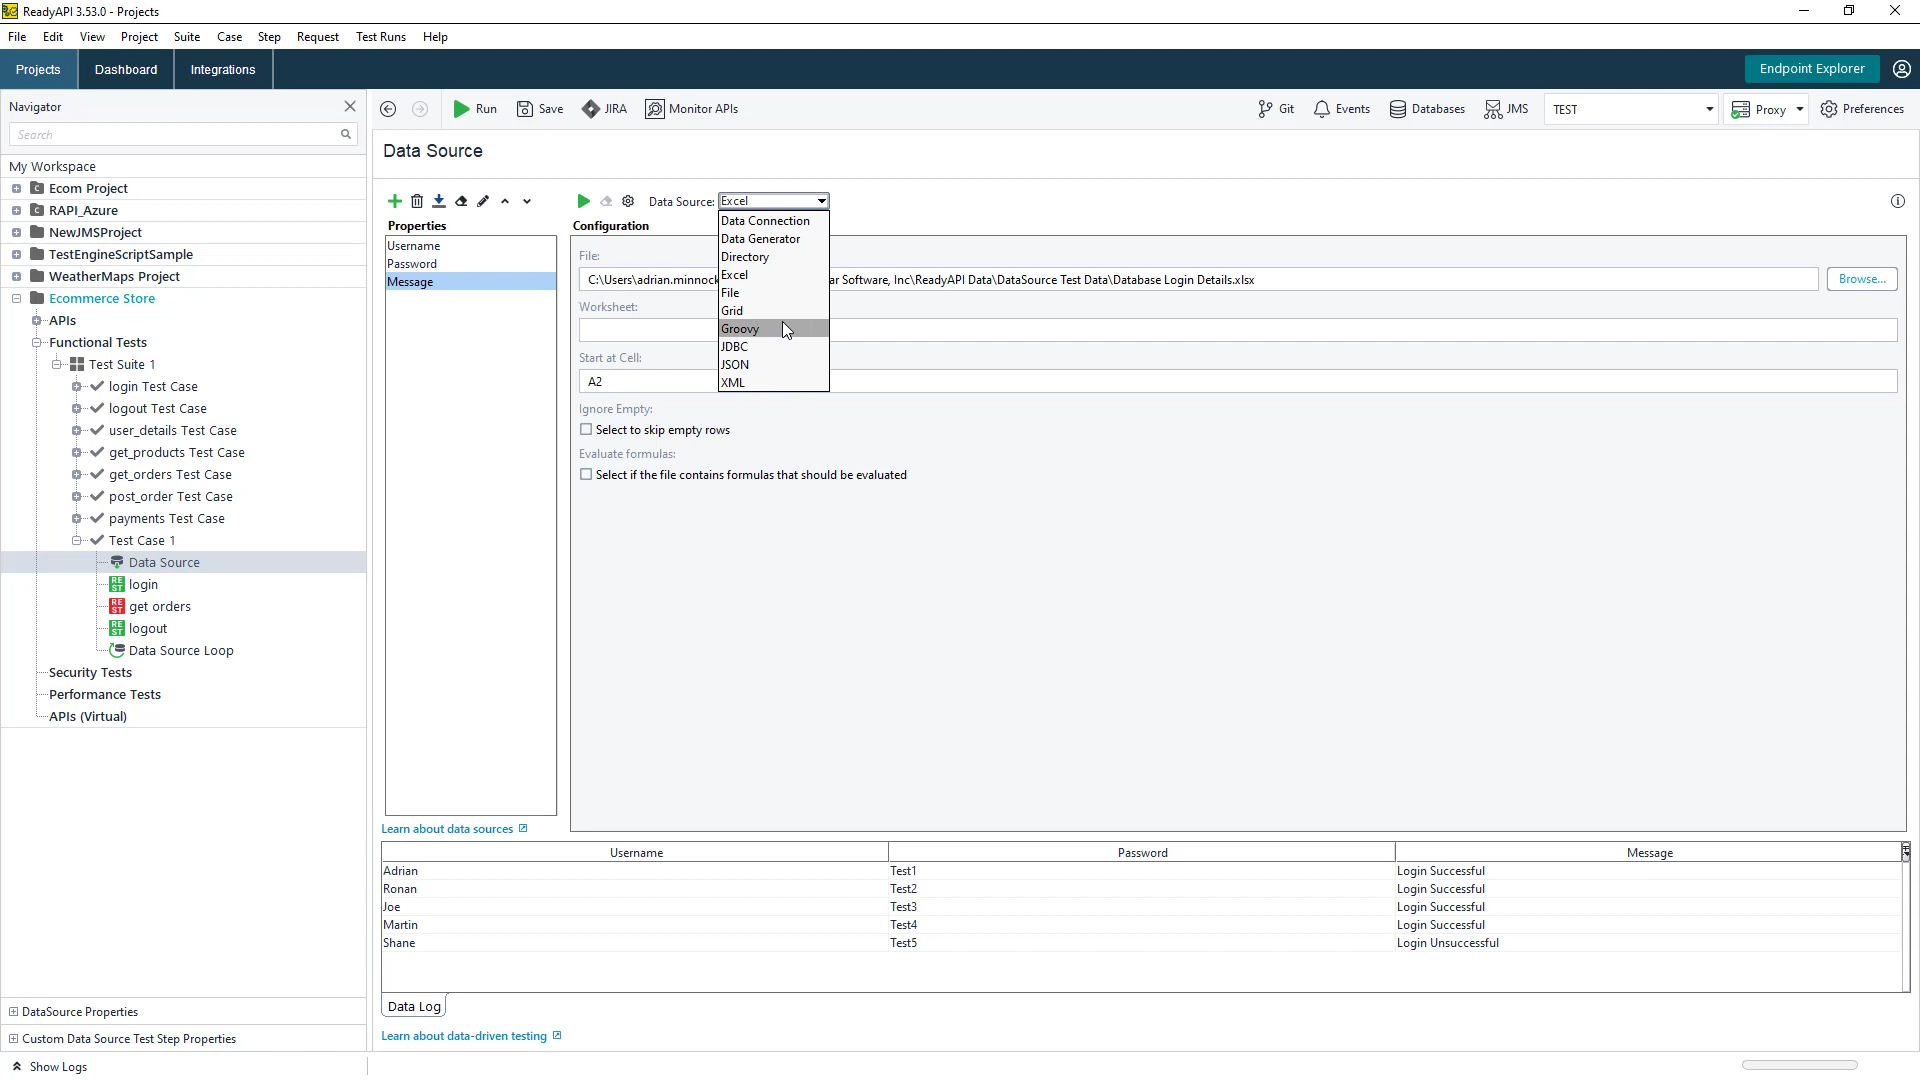 ReadyAPI 3.53.0 - Projects
File Edit View Project Suite Case Step Request Test Runs Help
Projects Dashboard Integrations Endpoint Explorer
Navigator
Search
My Workspace
Ecom Project
RAPI_Azure
NewJMSProject
TestEngineScriptSample
WeatherMaps Project
Ecommerce Store
APIs
Functional Tests
Test Suite 1
login Test Case
logout Test Case
user_details Test Case
get_products Test Case
get_orders Test Case
post_order Test Case
payments Test Case
Test Case 1
Data Source
login
get orders
logout
Data Source Loop
Security Tests
Performance Tests
APIs (Virtual)
DataSource Properties
Custom Data Source Test Step Properties
Show Logs
Run Save JIRA Monitor APIs Git Events Databases JMS TEST Proxy Preferences
Data Source
Data Source: Excel
Properties
Username
Password
Message
Learn about data sources
Configuration
Data Connection
Data Generator
Directory
Excel
File
Grid
Groovy
JDBC
JSON
XML
File:
C:\Users\adrian.minnock ar Software, Inc\ReadyAPI Data\DataSource Test Data\Database Login Details.xlsx Browse...
Worksheet:
Start at Cell:
A2
Ignore Empty:
Select to skip empty rows
Evaluate formulas:
Select if the file contains formulas that should be evaluated
Username Password Message
Adrian Test1 Login Successful
Ronan Test2 Login Successful
Joe Test3 Login Successful
Martin Test4 Login Successful
Shane Test5 Login Unsuccessful
Data Log
Learn about data-driven testing